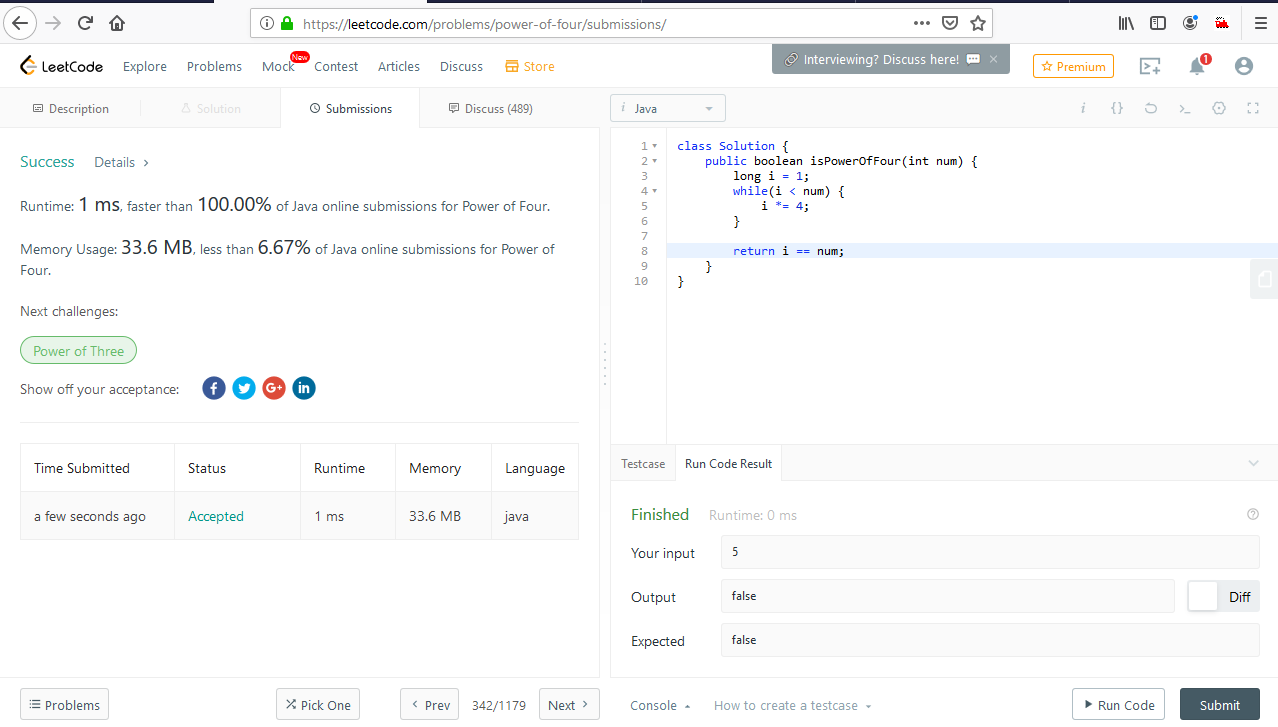 https://leetcode.com/problems/power-of-four/submissions/
LeetCode Explore Problems Mock New Contest Articles Discuss Store
Interviewing? Discuss here! ×
Premium 1
Description Solution Submissions Discuss (489)
Success Details >
Runtime: 1 ms, faster than 100.00% of Java online submissions for Power of Four.
Memory Usage: 33.6 MB, less than 6.67% of Java online submissions for Power of
Four.
Next challenges:
Power of Three
Show off your acceptance: f G+ in
Time Submitted Status Runtime Memory Language
a few seconds ago Accepted 1 ms 33.6 MB java
Problems Pick One < Prev 342/1179 Next >
i Java i {}
1 class Solution {
2 public boolean isPowerOfFour(int num) {
3 long i = 1;
4 while(i < num) {
5 i *= 4;
6 }
7
8 return i == num;
9 }
10 }
Testcase Run Code Result
Finished Runtime: 0 ms
Your input 5
Output false Diff
Expected false
Console How to create a testcase Run Code Submit